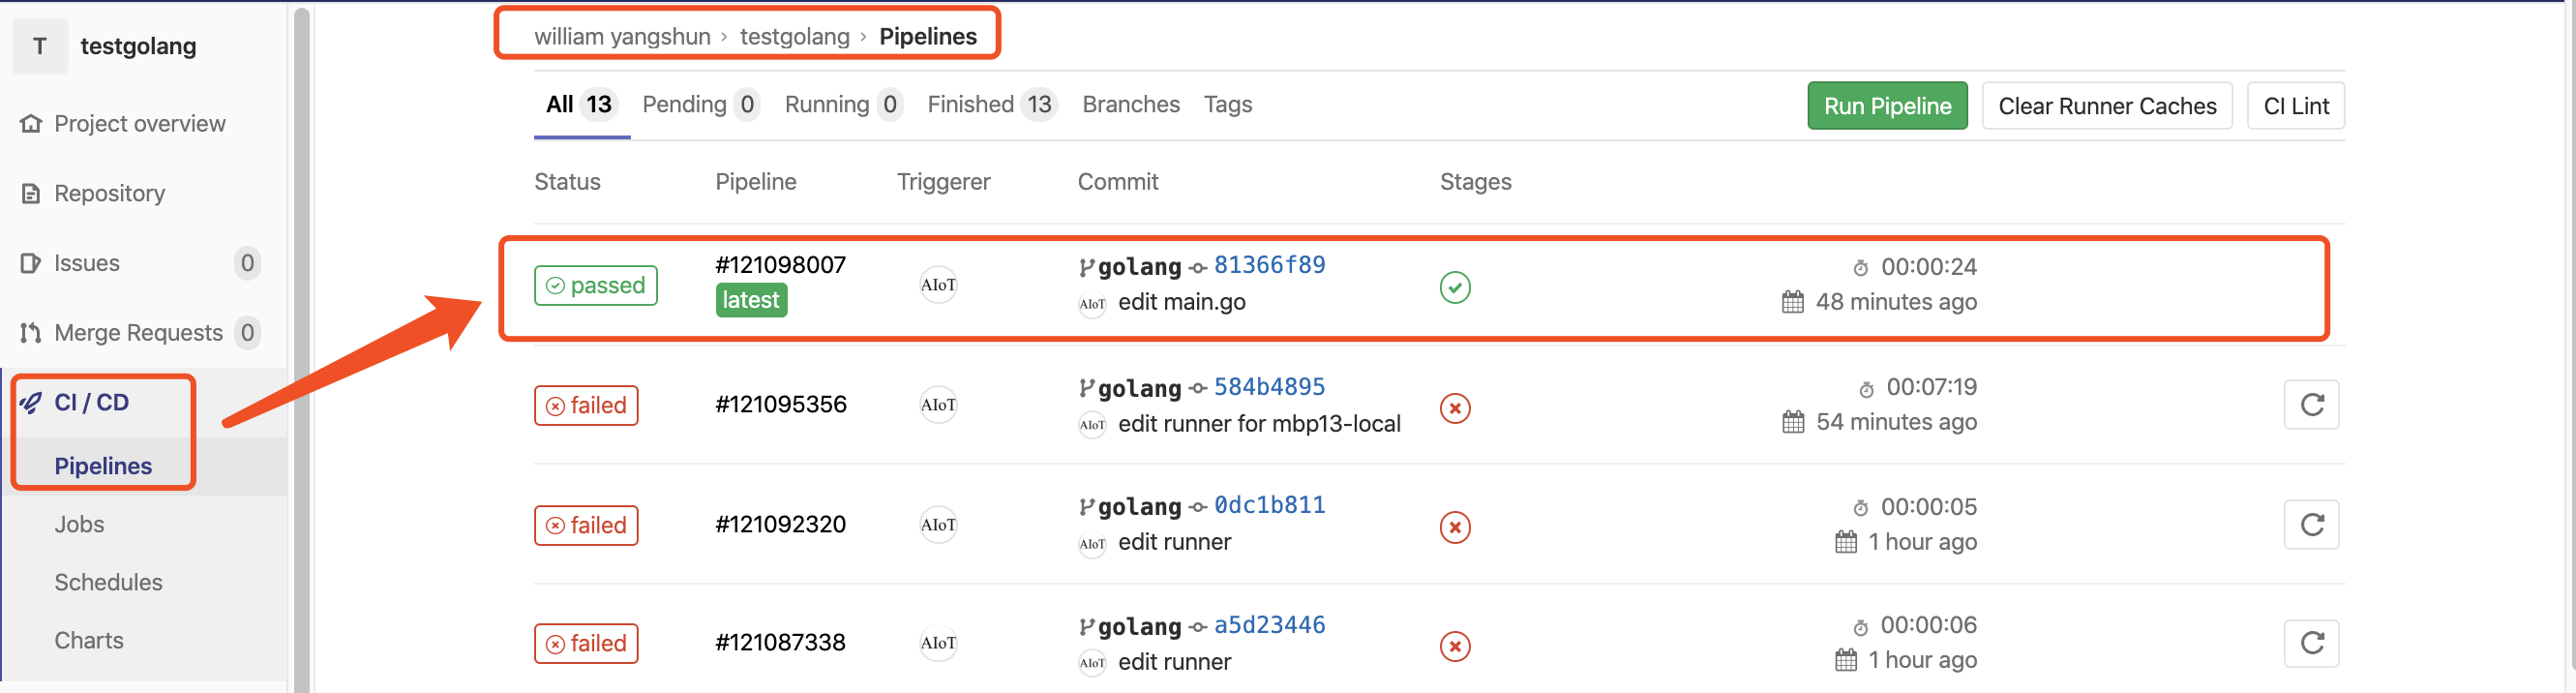 T testgolang
Project overview
Repository
Issues 0
Merge Requests 0
CI / CD
Pipelines
Jobs
Schedules
Charts
william yangshun › testgolang › Pipelines
All 13 Pending 0 Running 0 Finished 13 Branches Tags Run Pipeline Clear Runner Caches CI Lint
Status Pipeline Triggerer Commit Stages
passed #121098007 latest AIoT golang 81366f89 00:00:24
AIoT edit main.go 48 minutes ago
failed #121095356 AIoT golang 584b4895 00:07:19
AIoT edit runner for mbp13-local 54 minutes ago
failed #121092320 AIoT golang 0dc1b811 00:00:05
AIoT edit runner 1 hour ago
failed #121087338 AIoT golang a5d23446 00:00:06
AIoT edit runner 1 hour ago